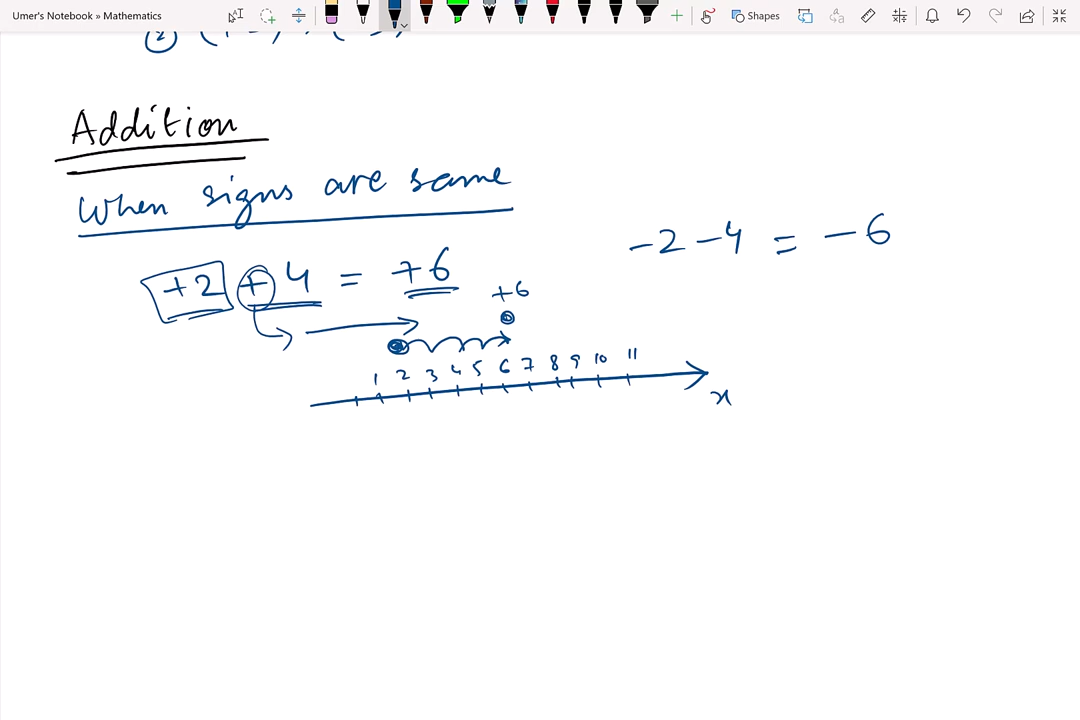 Umer's Notebook » Mathematics
Shapes
Addition
When signs are same
+2 + 4 = +6
-2 -4 = -6
+6
1 2 3 4 5 6 7 8 9 10 11
x